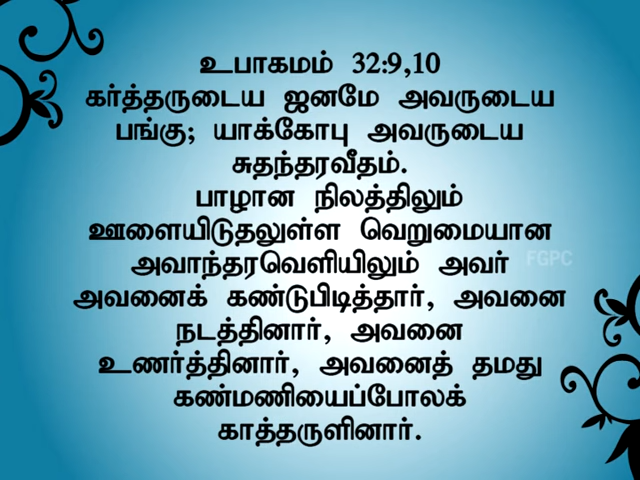 உபாகமம் 32:9,10
கர்த்தருடைய ஜனமே அவருடைய
பங்கு; யாக்கோபு அவருடைய
சுதந்தரவீதம்.
பாழான நிலத்திலும்
ஊளையிடுதலுள்ள வெறுமையான
அவாந்தரவெளியிலும் அவர்
FGPC
அவனைக் கண்டுபிடித்தார், அவனை
நடத்தினார், அவனை
உணர்த்தினார், அவனைத் தமது
கண்மணியைப்போலக்
காத்தருளினார்.